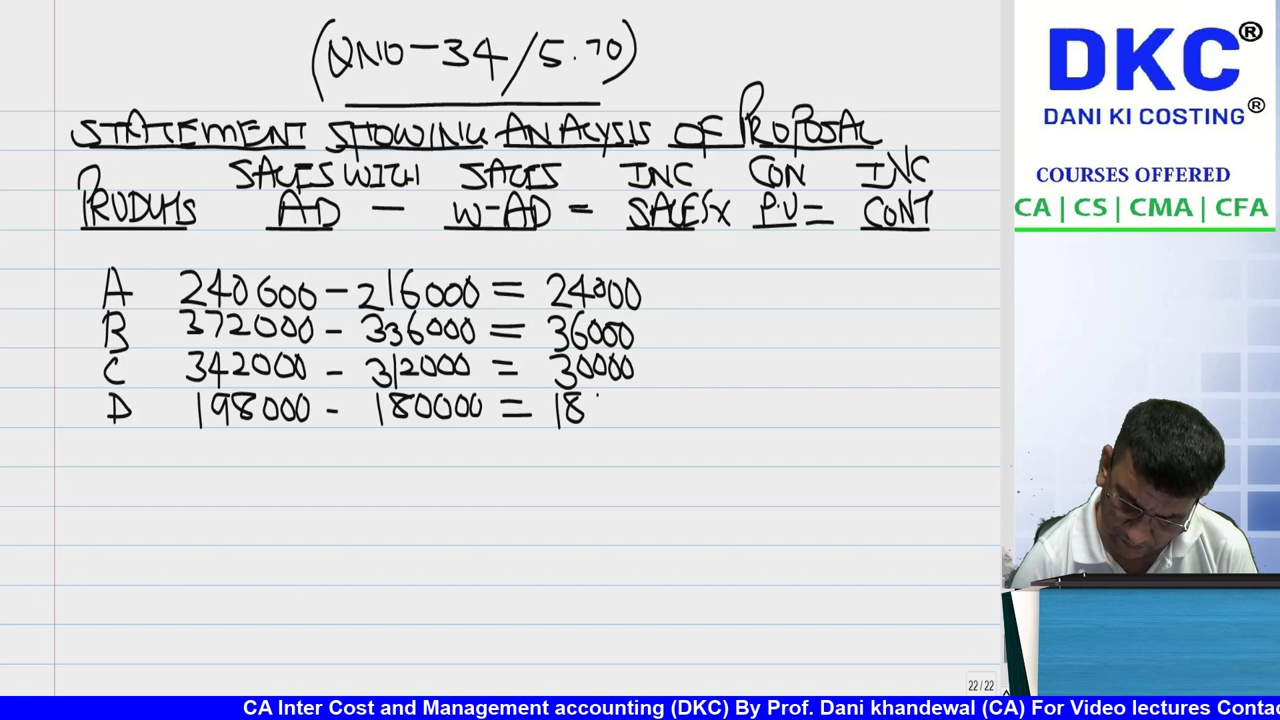 (QNO-34/5.70)
STATEMENT SHOWING ANALYSIS OF PROPOSAL
SALES WITH SALES INC CON INC
PRODUCTS AD - W-AD = SALES x P.V = CONT
A 240600 - 216000 = 24000
B 372000 - 336000 = 36000
C 342000 - 312000 = 30000
D 198000 - 180000 = 18
22/22
DKC®
DANI KI COSTING®
COURSES OFFERED
CA | CS | CMA | CFA
CA Inter Cost and Management accounting (DKC) By Prof. Dani khandewal (CA) For Video lectures Contac